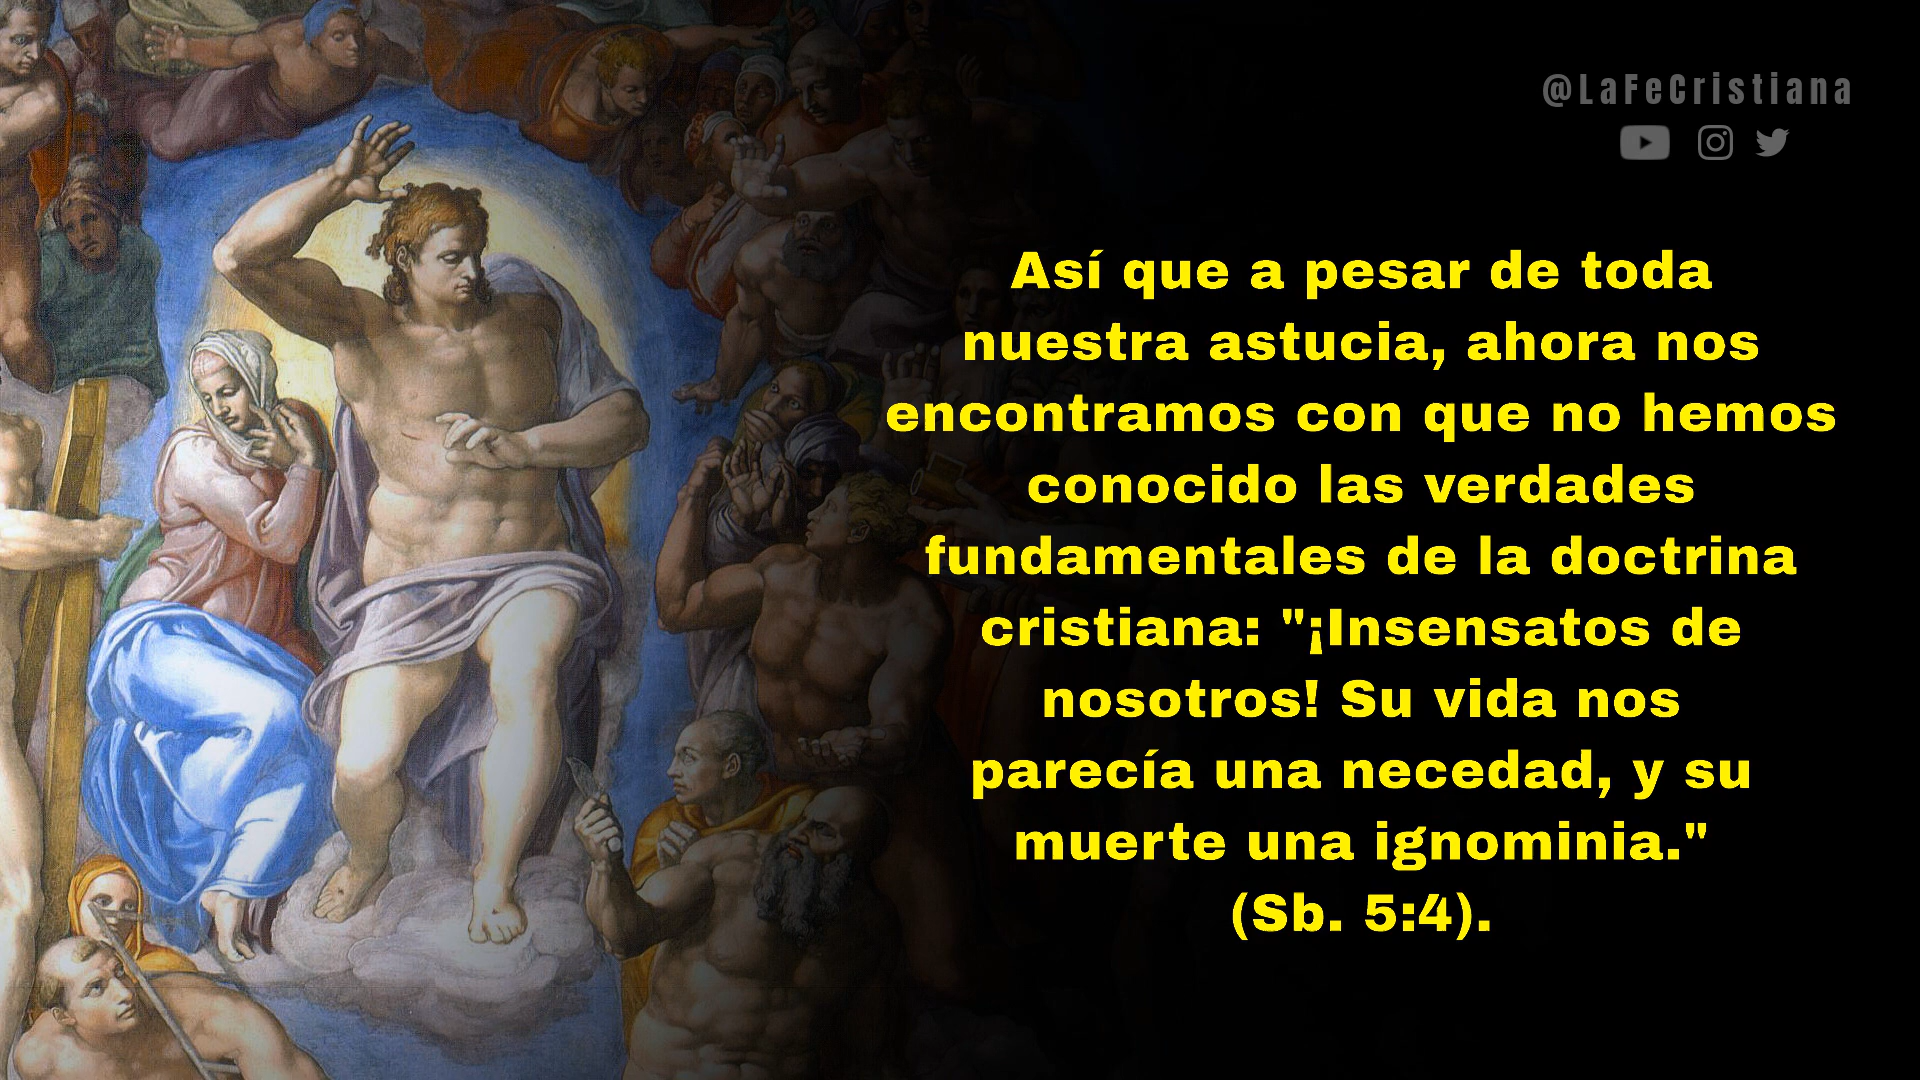 @LaFeCristiana
Así que a pesar de toda
nuestra astucia, ahora nos
encontramos con que no hemos
conocido las verdades
fundamentales de la doctrina
cristiana: "¡Insensatos de
nosotros! Su vida nos
parecía una necedad, y su
muerte una ignominia."
(Sb. 5:4).